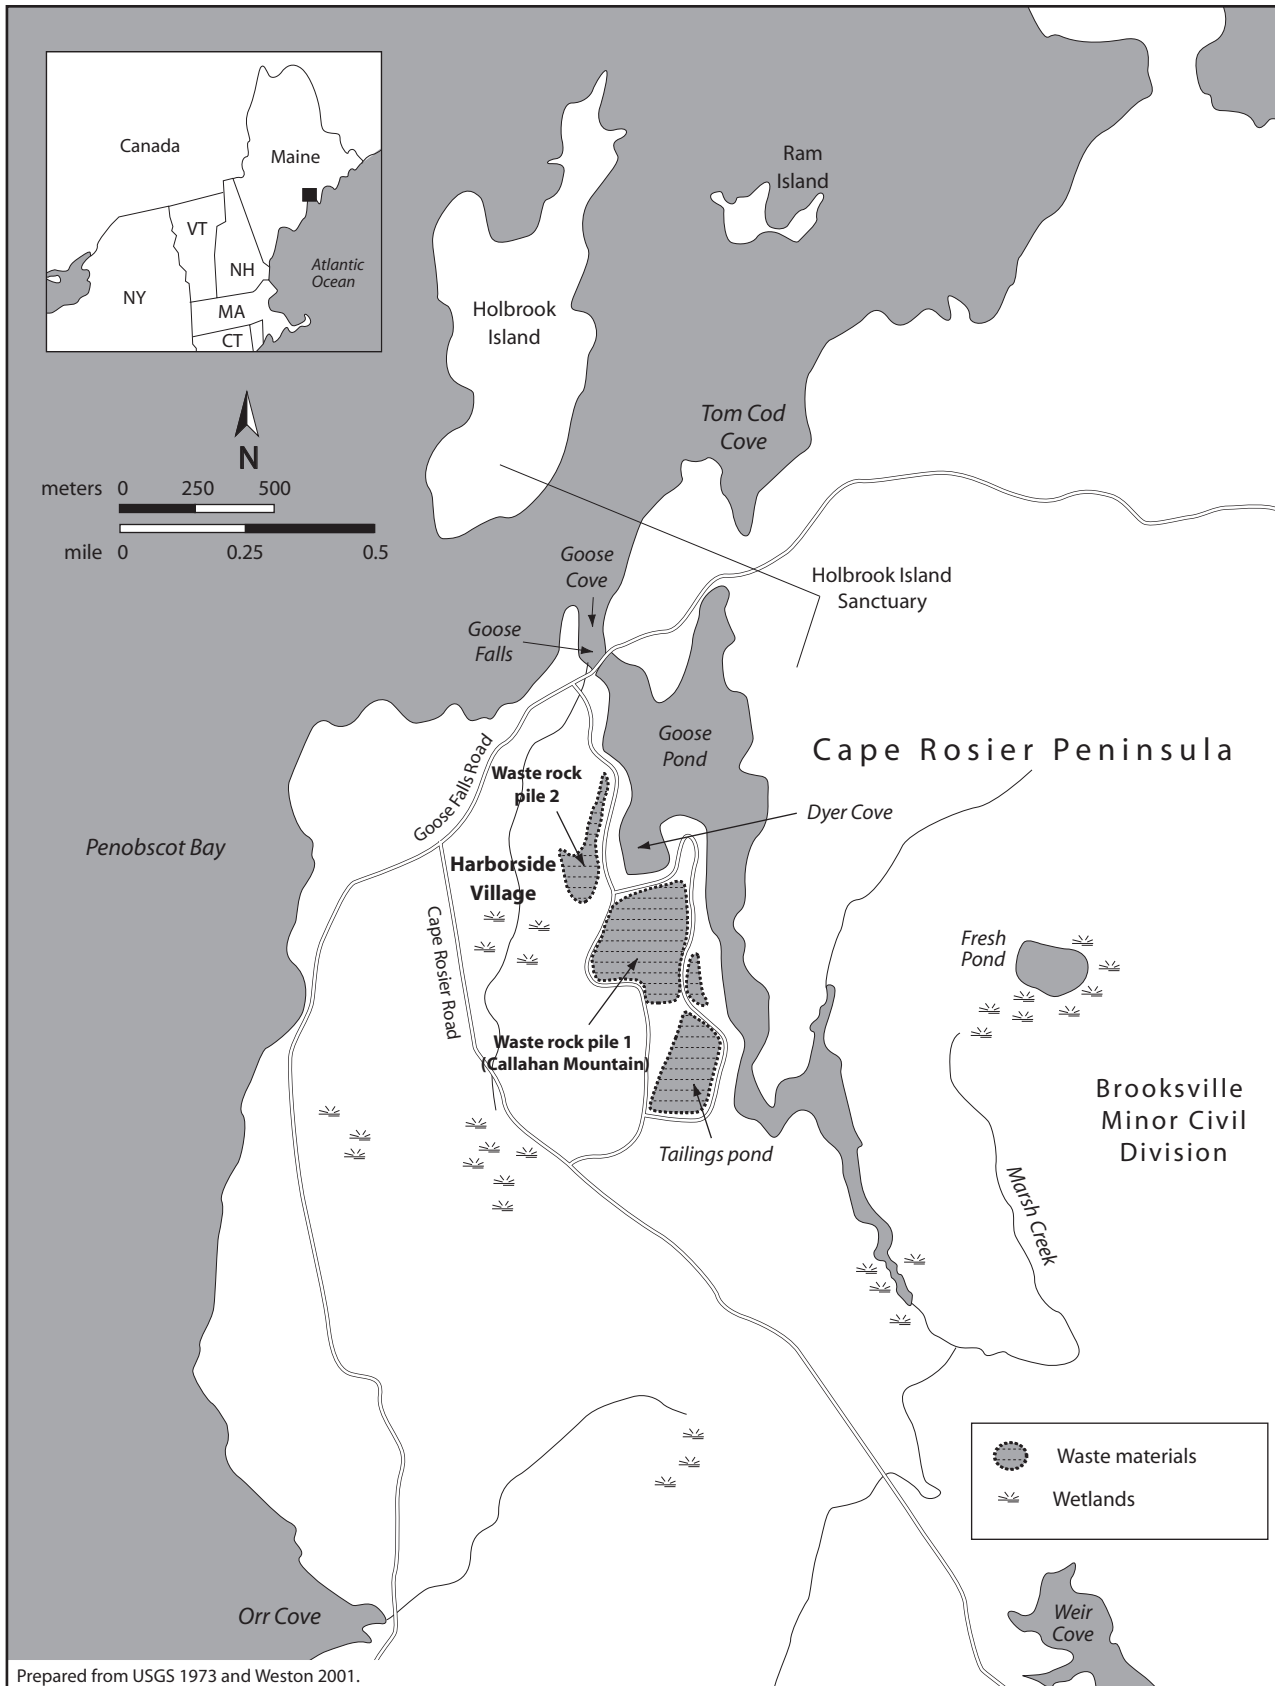 Canada
Maine
VT
NH
Atlantic
Ocean
NY
MA
CT
Ram
Island
Holbrook
Island
Tom Cod
Cove
N
meters 0 250 500
mile 0 0.25 0.5
Goose
Cove
Holbrook Island
Sanctuary
Goose
Falls
Goose
Pond
Cape Rosier Peninsula
Goose Falls Road
Waste rock
pile 2
Dyer Cove
Penobscot Bay
Harborside
Village
Cape Rosier Road
Fresh
Pond
Waste rock pile 1
(Callahan Mountain)
Brooksville
Minor Civil
Division
Tailings pond
Marsh Creek
Waste materials
Wetlands
Orr Cove
Weir
Cove
Prepared from USGS 1973 and Weston 2001.